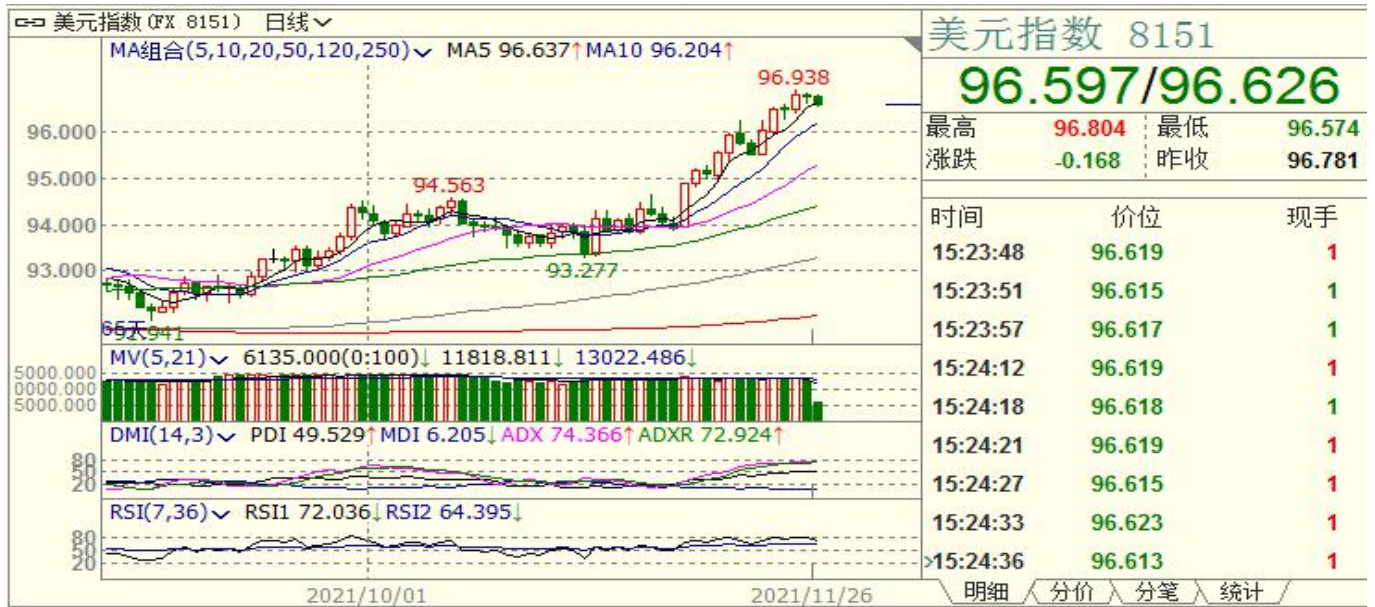 美元指数(FX 8151) 日线
MA组合(5,10,20,50,120,250) MA5 96.637↑MA10 96.204↑
96.938
96.000
95.000
94.563
94.000
93.000
93.277
MV(5,21) 6135.000(0:100)↓ 11818.811↓ 13022.486↓
5000.000
0000.000
5000.000
DMI(14,3) PDI 49.529↑MDI 6.205↓ADX 74.366↑ADXR 72.924↑
80
50
20
RSI(7,36) RSI1 72.036↓RSI2 64.395↓
80
50
20
2021/10/01 2021/11/26
美元指数 8151
96.597/96.626
最高 96.804 最低 96.574
涨跌 -0.168 昨收 96.781
时间 价位 现手
15:23:48 96.619 1
15:23:51 96.615 1
15:23:57 96.617 1
15:24:12 96.619 1
15:24:18 96.618 1
15:24:21 96.619 1
15:24:27 96.615 1
15:24:33 96.623 1
>15:24:36 96.613 1
明细 分价 分笔 统计